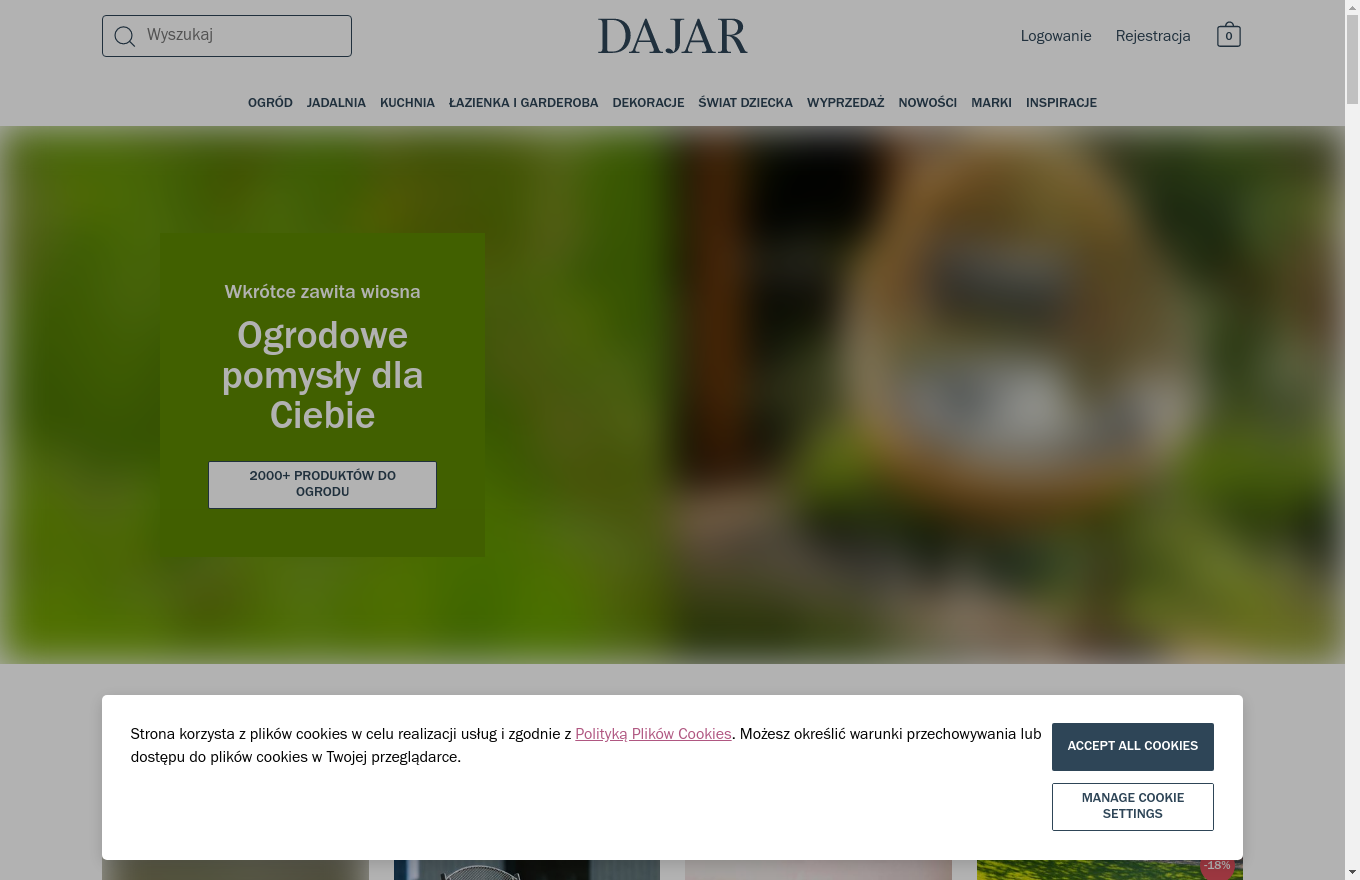 Wyszukaj
DAJAR
Logowanie Rejestracja 0
OGRÓD JADALNIA KUCHNIA ŁAZIENKA I GARDEROBA DEKORACJE ŚWIAT DZIECKA WYPRZEDAŻ NOWOŚCI MARKI INSPIRACJE
Wkrótce zawita wiosna
Ogrodowe
pomysły dla
Ciebie
2000+ PRODUKTÓW DO
OGRODU
Strona korzysta z plików cookies w celu realizacji usług i zgodnie z Polityką Plików Cookies. Możesz określić warunki przechowywania lub
dostępu do plików cookies w Twojej przeglądarce.
ACCEPT ALL COOKIES
MANAGE COOKIE
SETTINGS
-18%